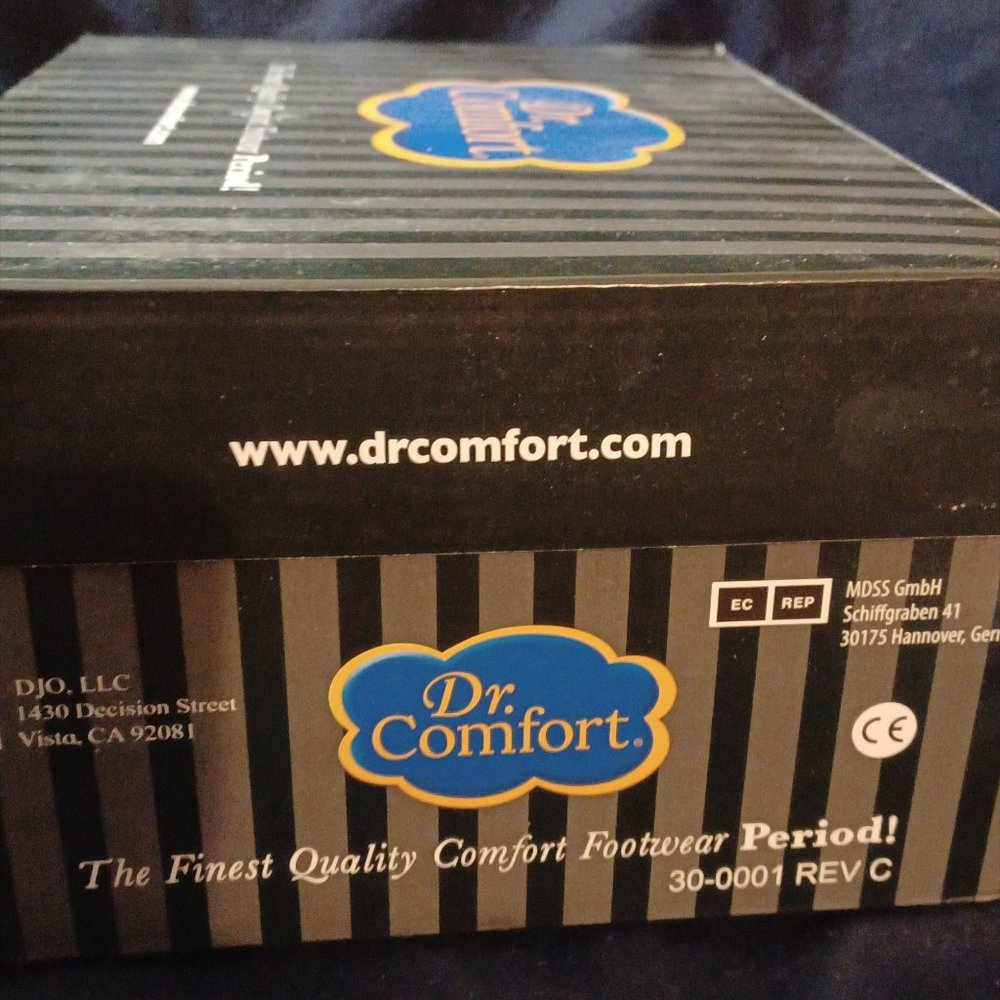 Dr.
Comfort
www.drcomfort.com
EC REP
MDSS GmbH
Schiffgraben 41
30175 Hannover, Ger
DJO, LLC
1430 Decision Street
Vista, CA 92081
Dr.
Comfort®
CE
The Finest Quality Comfort Footwear Period!
30-0001 REV C